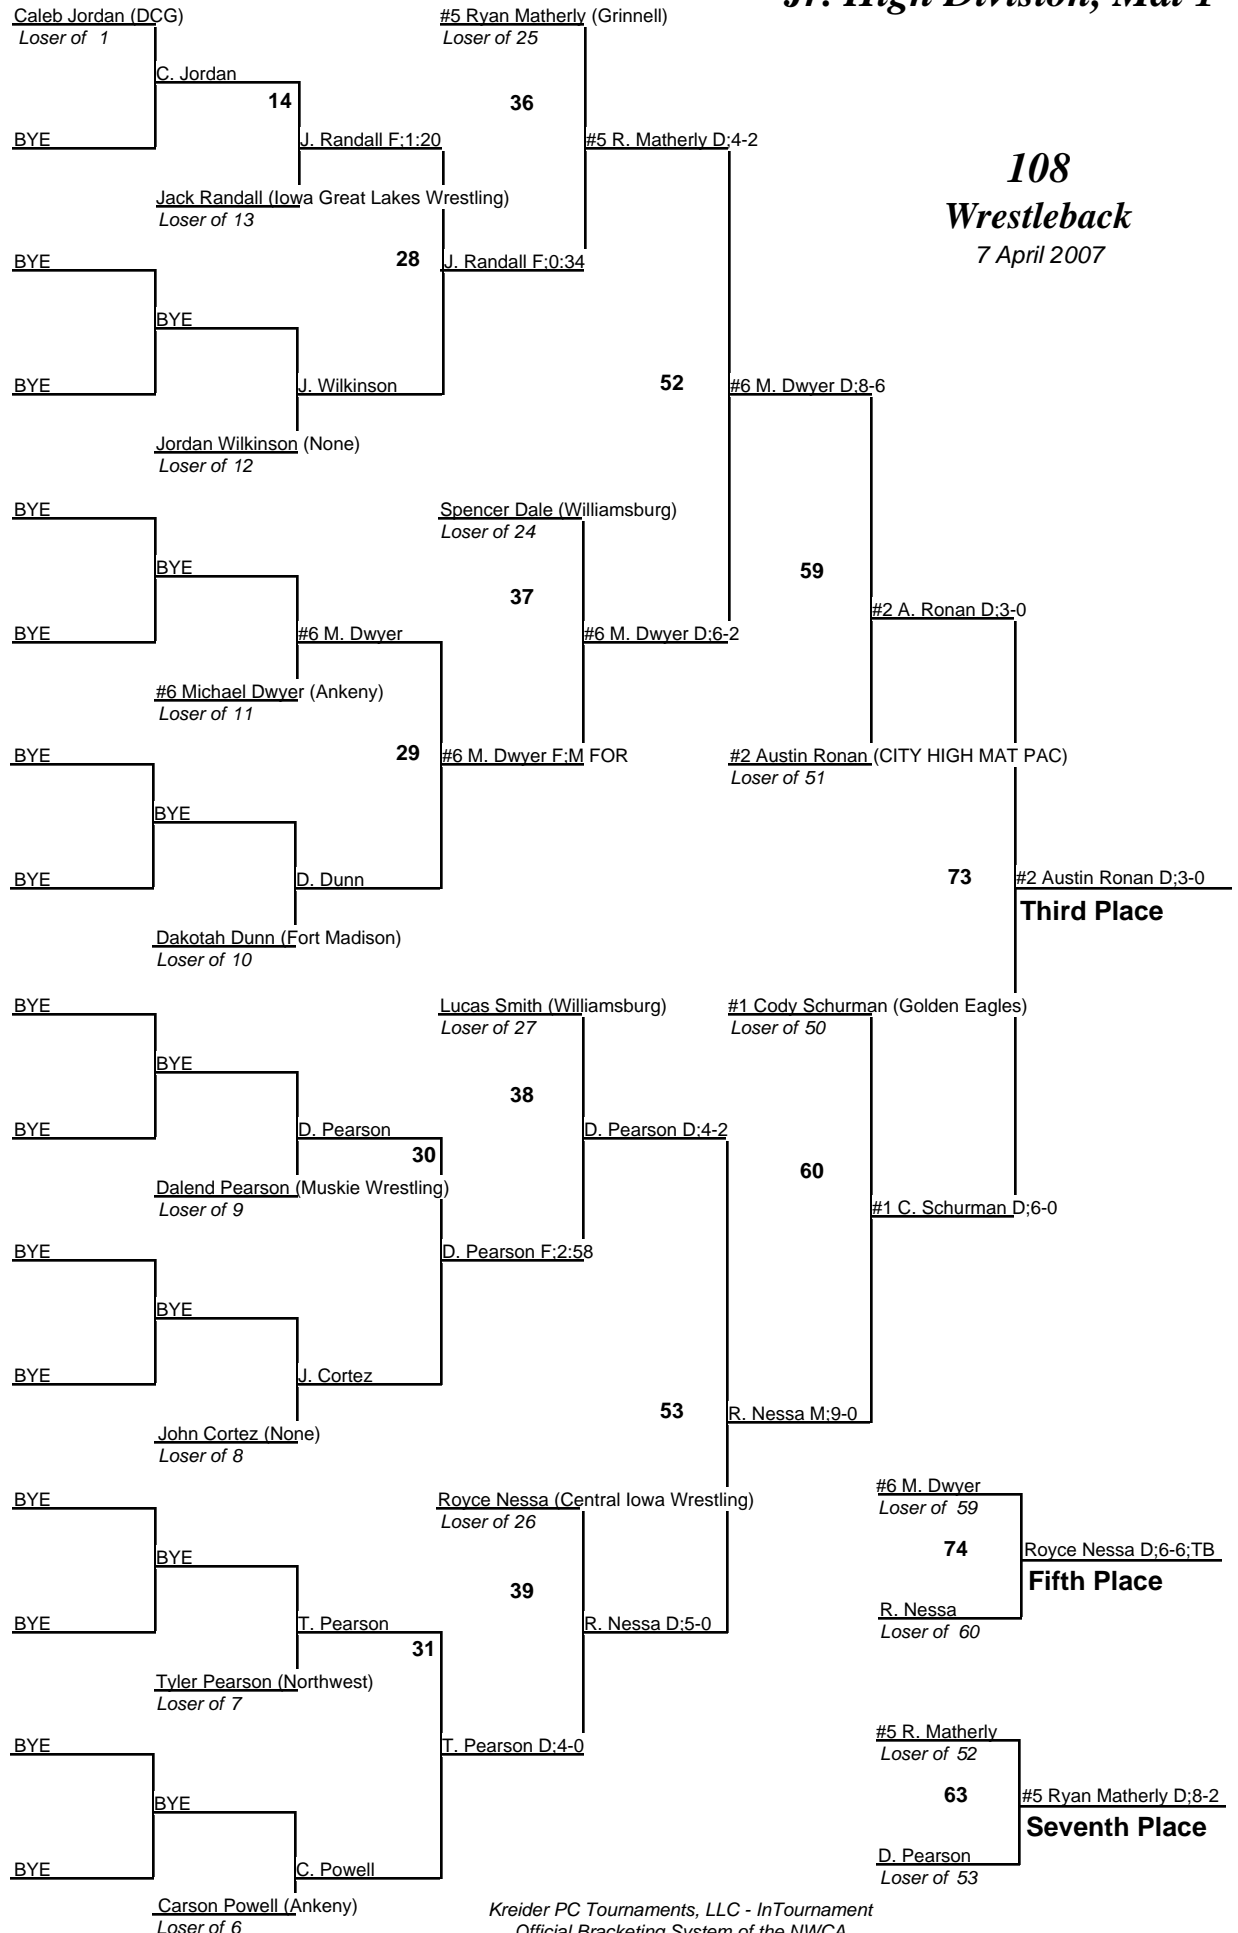 Jr. High Division, Mat 1
Caleb Jordan (DCG)
Loser of 1
#5 Ryan Matherly (Grinnell)
Loser of 25
C. Jordan
14
36
BYE
J. Randall F;1:20
#5 R. Matherly D;4-2
108
Wrestleback
7 April 2007
Jack Randall (Iowa Great Lakes Wrestling)
Loser of 13
BYE
28
J. Randall F;0:34
BYE
BYE
J. Wilkinson
52
#6 M. Dwyer D;8-6
Jordan Wilkinson (None)
Loser of 12
BYE
Spencer Dale (Williamsburg)
Loser of 24
BYE
37
59
#2 A. Ronan D;3-0
BYE
#6 M. Dwyer
#6 M. Dwyer D;6-2
#6 Michael Dwyer (Ankeny)
Loser of 11
BYE
29
#6 M. Dwyer F;M FOR
#2 Austin Ronan (CITY HIGH MAT PAC)
Loser of 51
BYE
BYE
D. Dunn
73
#2 Austin Ronan D;3-0
Third Place
Dakotah Dunn (Fort Madison)
Loser of 10
BYE
Lucas Smith (Williamsburg)
Loser of 27
#1 Cody Schurman (Golden Eagles)
Loser of 50
BYE
38
BYE
D. Pearson
D. Pearson D;4-2
30
60
Dalend Pearson (Muskie Wrestling)
Loser of 9
#1 C. Schurman D;6-0
BYE
D. Pearson F;2:58
BYE
BYE
J. Cortez
53
R. Nessa M;9-0
John Cortez (None)
Loser of 8
BYE
Royce Nessa (Central Iowa Wrestling)
Loser of 26
#6 M. Dwyer
Loser of 59
BYE
74
Royce Nessa D;6-6;TB
Fifth Place
39
BYE
T. Pearson
R. Nessa D;5-0
R. Nessa
Loser of 60
31
Tyler Pearson (Northwest)
Loser of 7
BYE
T. Pearson D;4-0
#5 R. Matherly
Loser of 52
BYE
63
#5 Ryan Matherly D;8-2
Seventh Place
BYE
C. Powell
D. Pearson
Loser of 53
Carson Powell (Ankeny)
Loser of 6
Kreider PC Tournaments, LLC - InTournament
Official Bracketing System of the NWCA